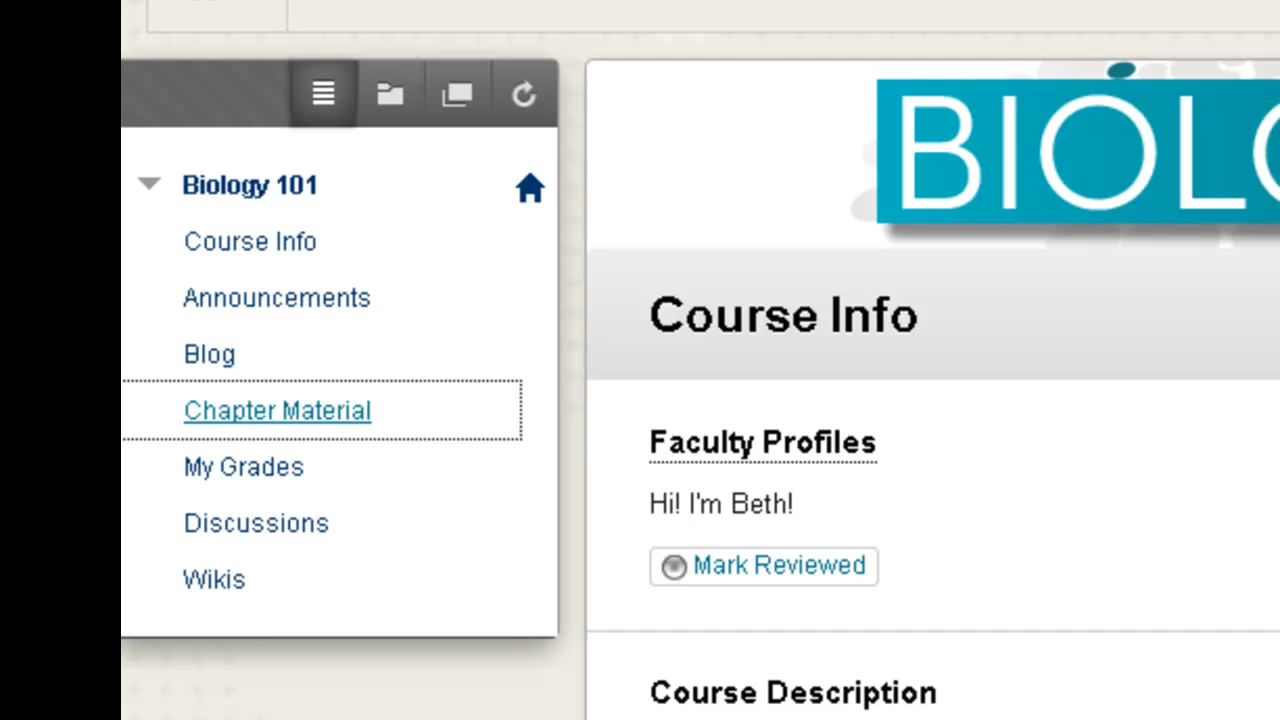 Biology 101
Course Info
Announcements
Blog
Chapter Material
My Grades
Discussions
Wikis
BIOLO
Course Info
Faculty Profiles
Hi! I'm Beth!
Mark Reviewed
Course Description